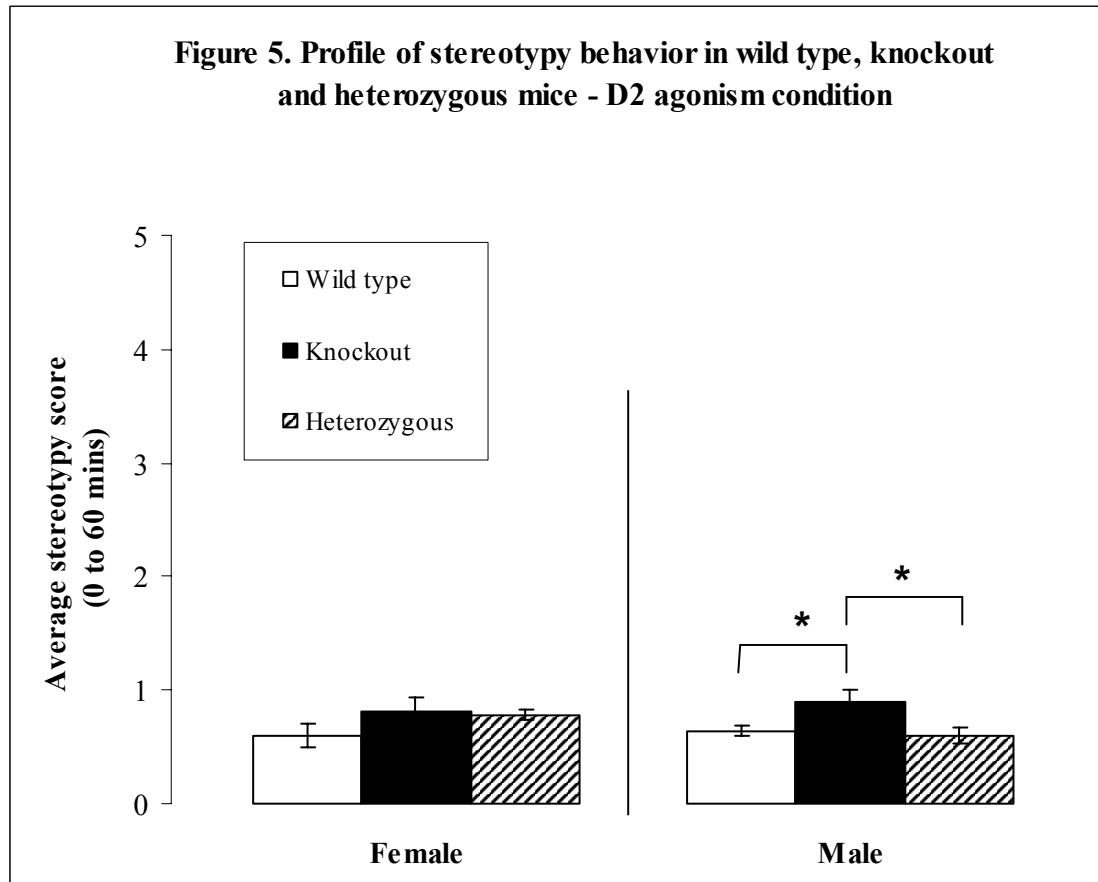 Figure 5. Profile of stereotypy behavior in wild type, knockout
and heterozygous mice - D2 agonism condition
Average stereotypy score
(0 to 60 mins)
5
4
3
2
1
0
Wild type
Knockout
Heterozygous
*
*
Female
Male